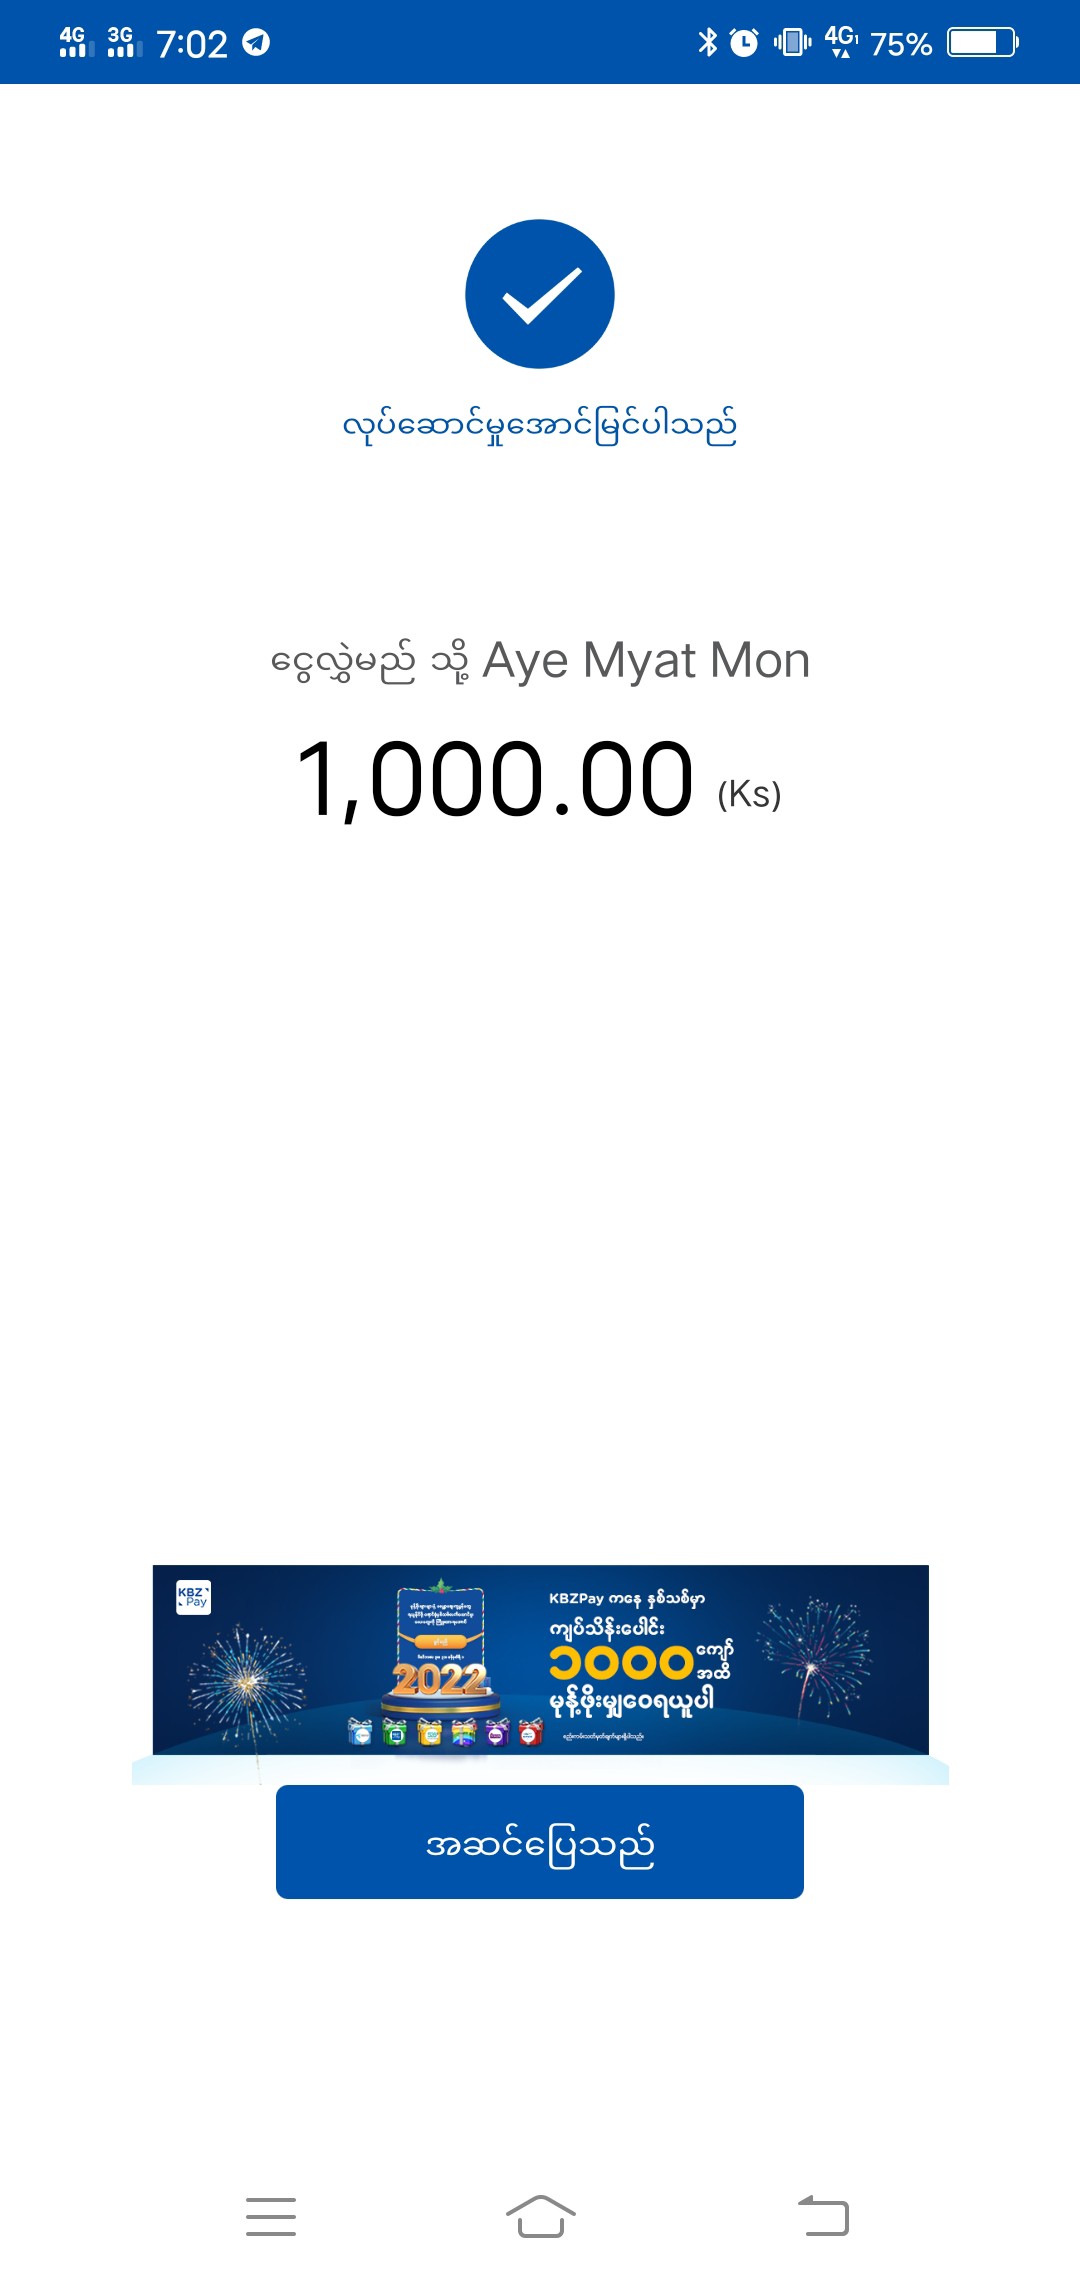 4G 3G 7:02 4G1 75%
လုပ်ဆောင်မှုအောင်မြင်ပါသည်
ငွေလွှဲမည် သို့ Aye Myat Mon
1,000.00 (Ks)
KBZ Pay
2022
KBZPay ကနေ နှစ်သစ်မှာ
ကျပ်သိန်းပေါင်း
၁၀၀၀ ကျော် အထိ
မုန့်ဖိုးမျှဝေရယူပါ
အဆင်ပြေသည်